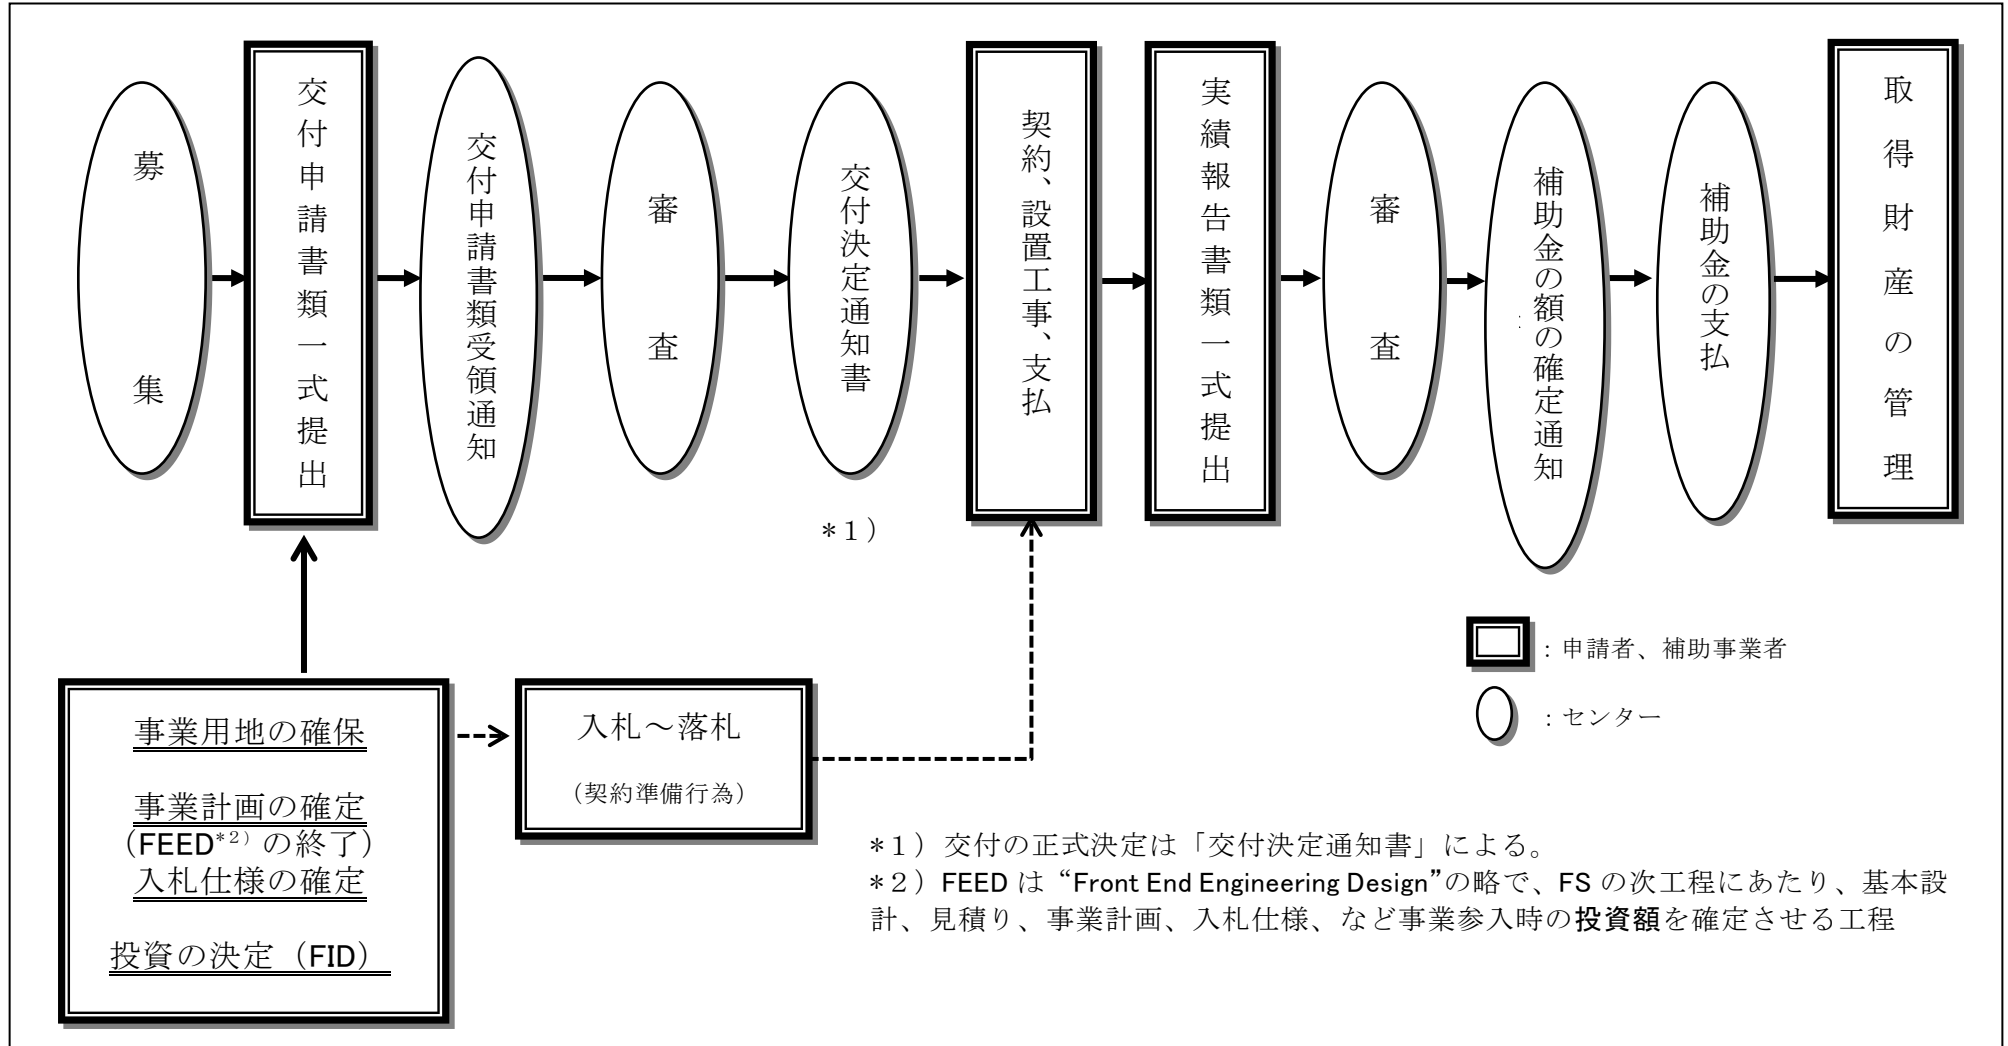 募集
交付申請書類一式提出
交付申請書類受領通知
審査
交付決定通知書
*1)
契約、設置工事、支払
実績報告書類一式提出
審査
補助金の額の確定通知
補助金の支払
取得財産の管理
:申請者、補助事業者
:センター
事業用地の確保
事業計画の確定
(FEED*2)の終了)
入札仕様の確定
投資の決定(FID)
入札~落札
(契約準備行為)
*1)交付の正式決定は「交付決定通知書」による。
*2)FEED は “Front End Engineering Design”の略で、FS の次工程にあたり、基本設
計、見積り、事業計画、入札仕様、など事業参入時の投資額を確定させる工程